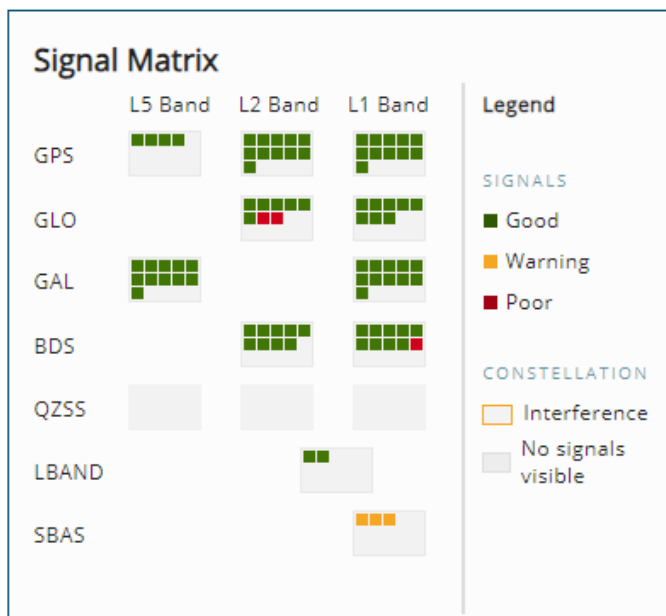 Signal Matrix
L5 Band L2 Band L1 Band
GPS
GLO
GAL
BDS
QZSS
LBAND
SBAS
Legend
SIGNALS
Good
Warning
Poor
CONSTELLATION
Interference
No signals
visible